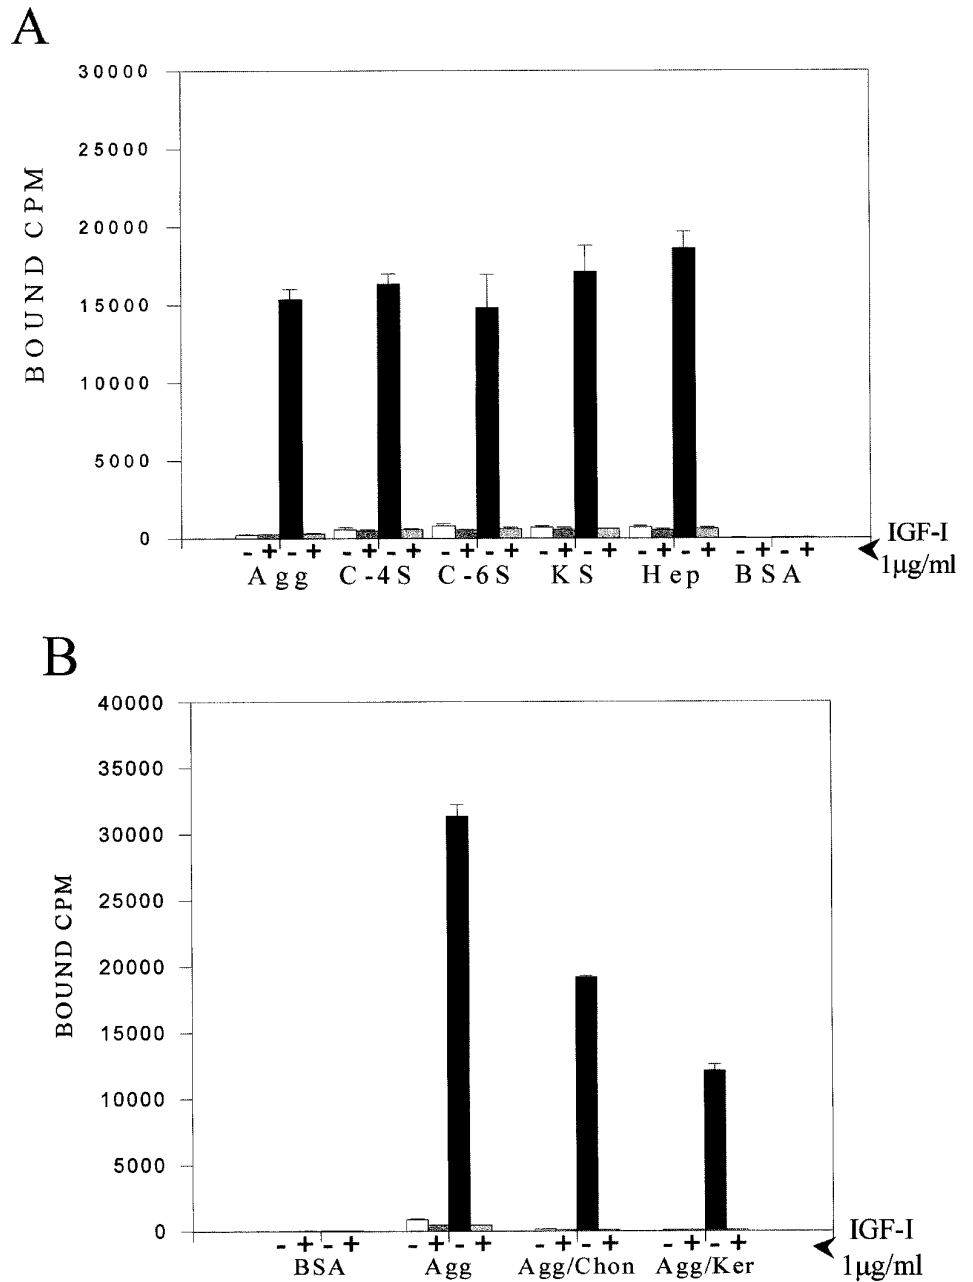 A
30000
25000
20000
15000
10000
5000
0
BOUND CPM
- + - + - + - + - + - + - + - + - + - + - + - +
Agg C-4S C-6S KS Hep BSA
IGF-I
1μg/ml
B
40000
35000
30000
25000
20000
15000
10000
5000
0
BOUND CPM
- + - + - + - + - + - + - + - +
BSA Agg Agg/Chon Agg/Ker
IGF-I
1μg/ml